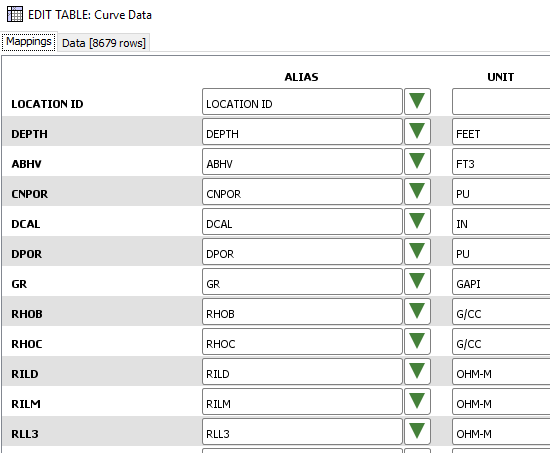 EDIT TABLE: Curve Data
Mappings Data [8679 rows]
ALIAS UNIT
LOCATION ID LOCATION ID
DEPTH DEPTH FEET
ABHV ABHV FT3
CNPOR CNPOR PU
DCAL DCAL IN
DPOR DPOR PU
GR GR GAPI
RHOB RHOB G/CC
RHOC RHOC G/CC
RILD RILD OHM-M
RILM RILM OHM-M
RLL3 RLL3 OHM-M